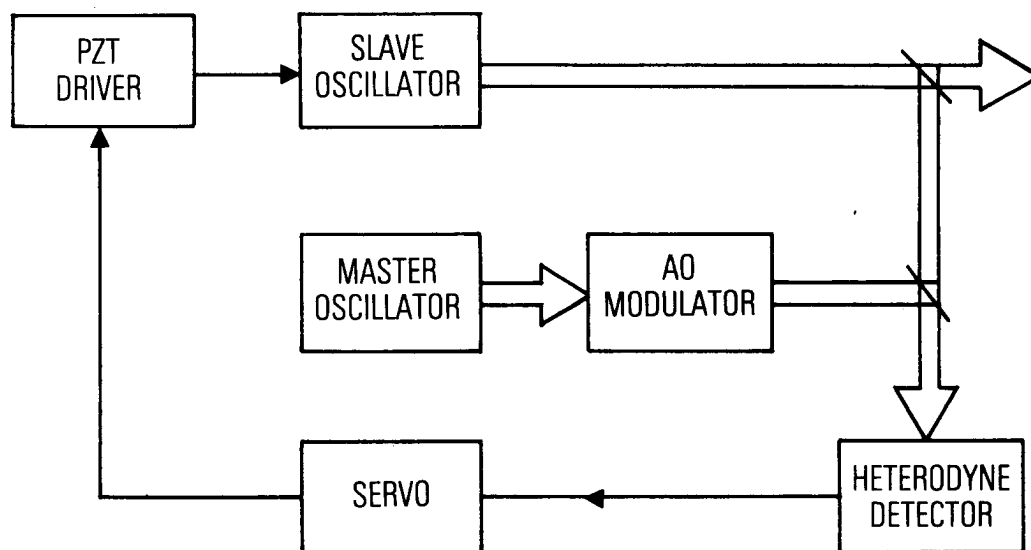 PZT
DRIVER
SLAVE
OSCILLATOR
MASTER
OSCILLATOR
AO
MODULATOR
SERVO
HETERODYNE
DETECTOR